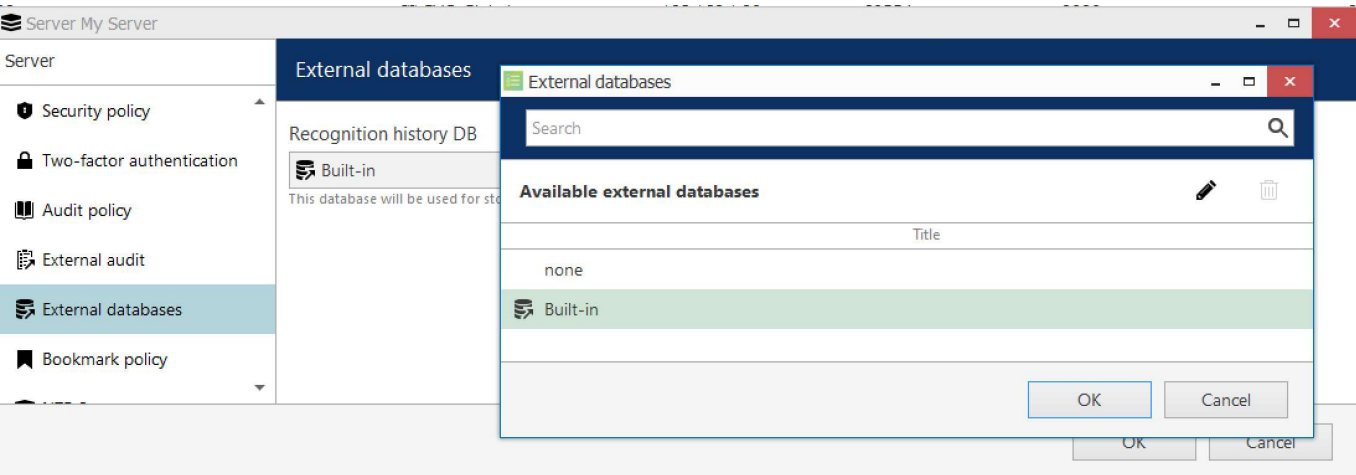 Server My Server
Server
Security policy
Two-factor authentication
Audit policy
External audit
External databases
Bookmark policy
External databases
Recognition history DB
Built-in
This database will be used for
External databases
Search
Available external databases
Title
none
Built-in
OK
Cancel
OK
Cancel